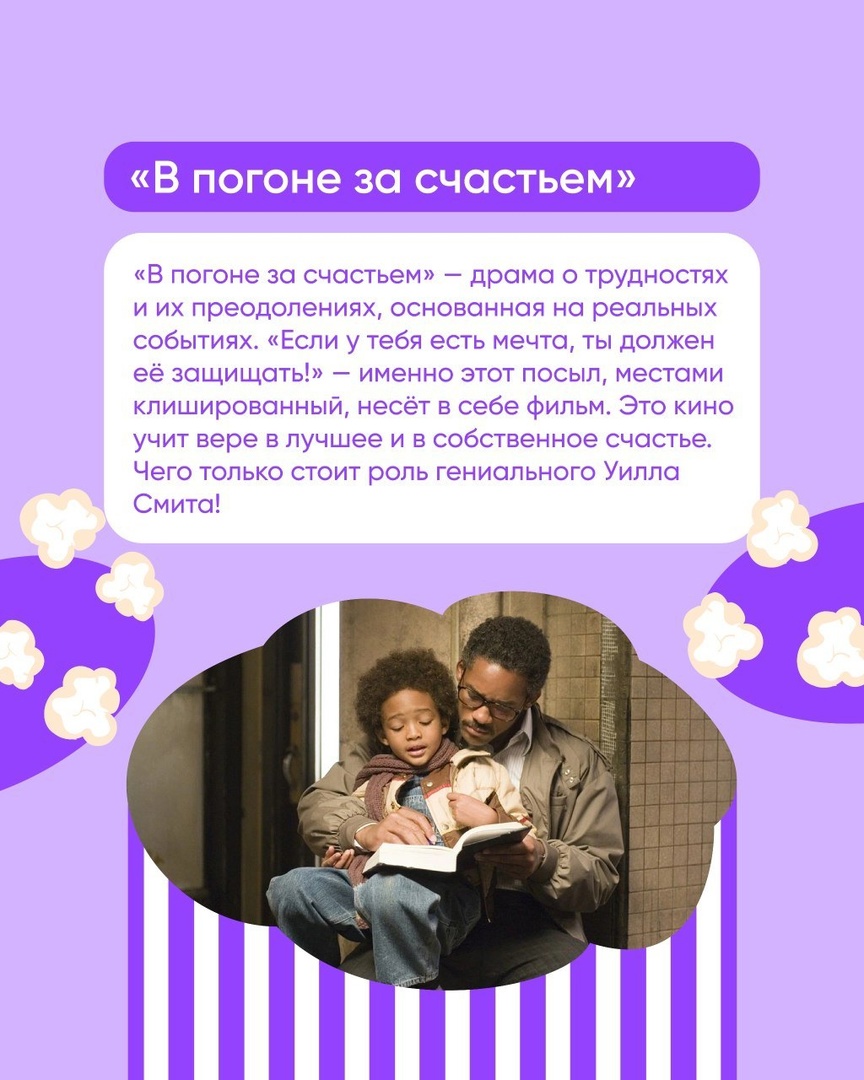 «В погоне за счастьем»
«В погоне за счастьем» — драма о трудностях
и их преодолениях, основанная на реальных
событиях. «Если у тебя есть мечта, ты должен
её защищать!» — именно этот посыл, местами
клишированный, несёт в себе фильм. Это кино
учит вере в лучшее и в собственное счастье.
Чего только стоит роль гениального Уилла
Смита!